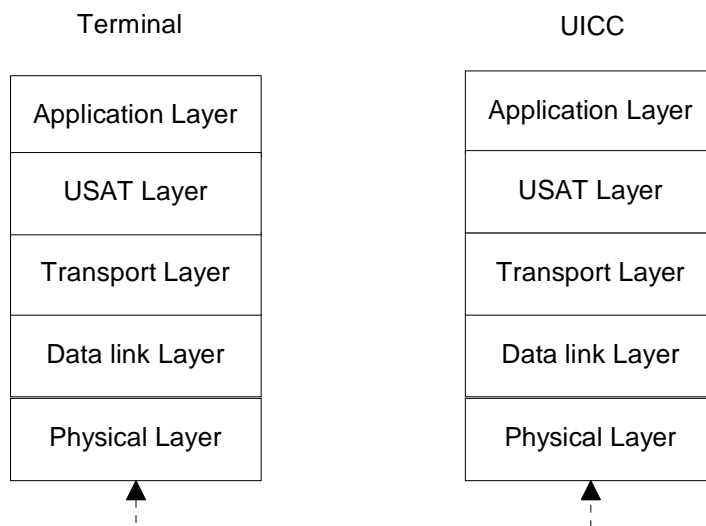 Terminal
UICC
Application Layer
USAT Layer
Transport Layer
Data link Layer
Physical Layer
Application Layer
USAT Layer
Transport Layer
Data link Layer
Physical Layer